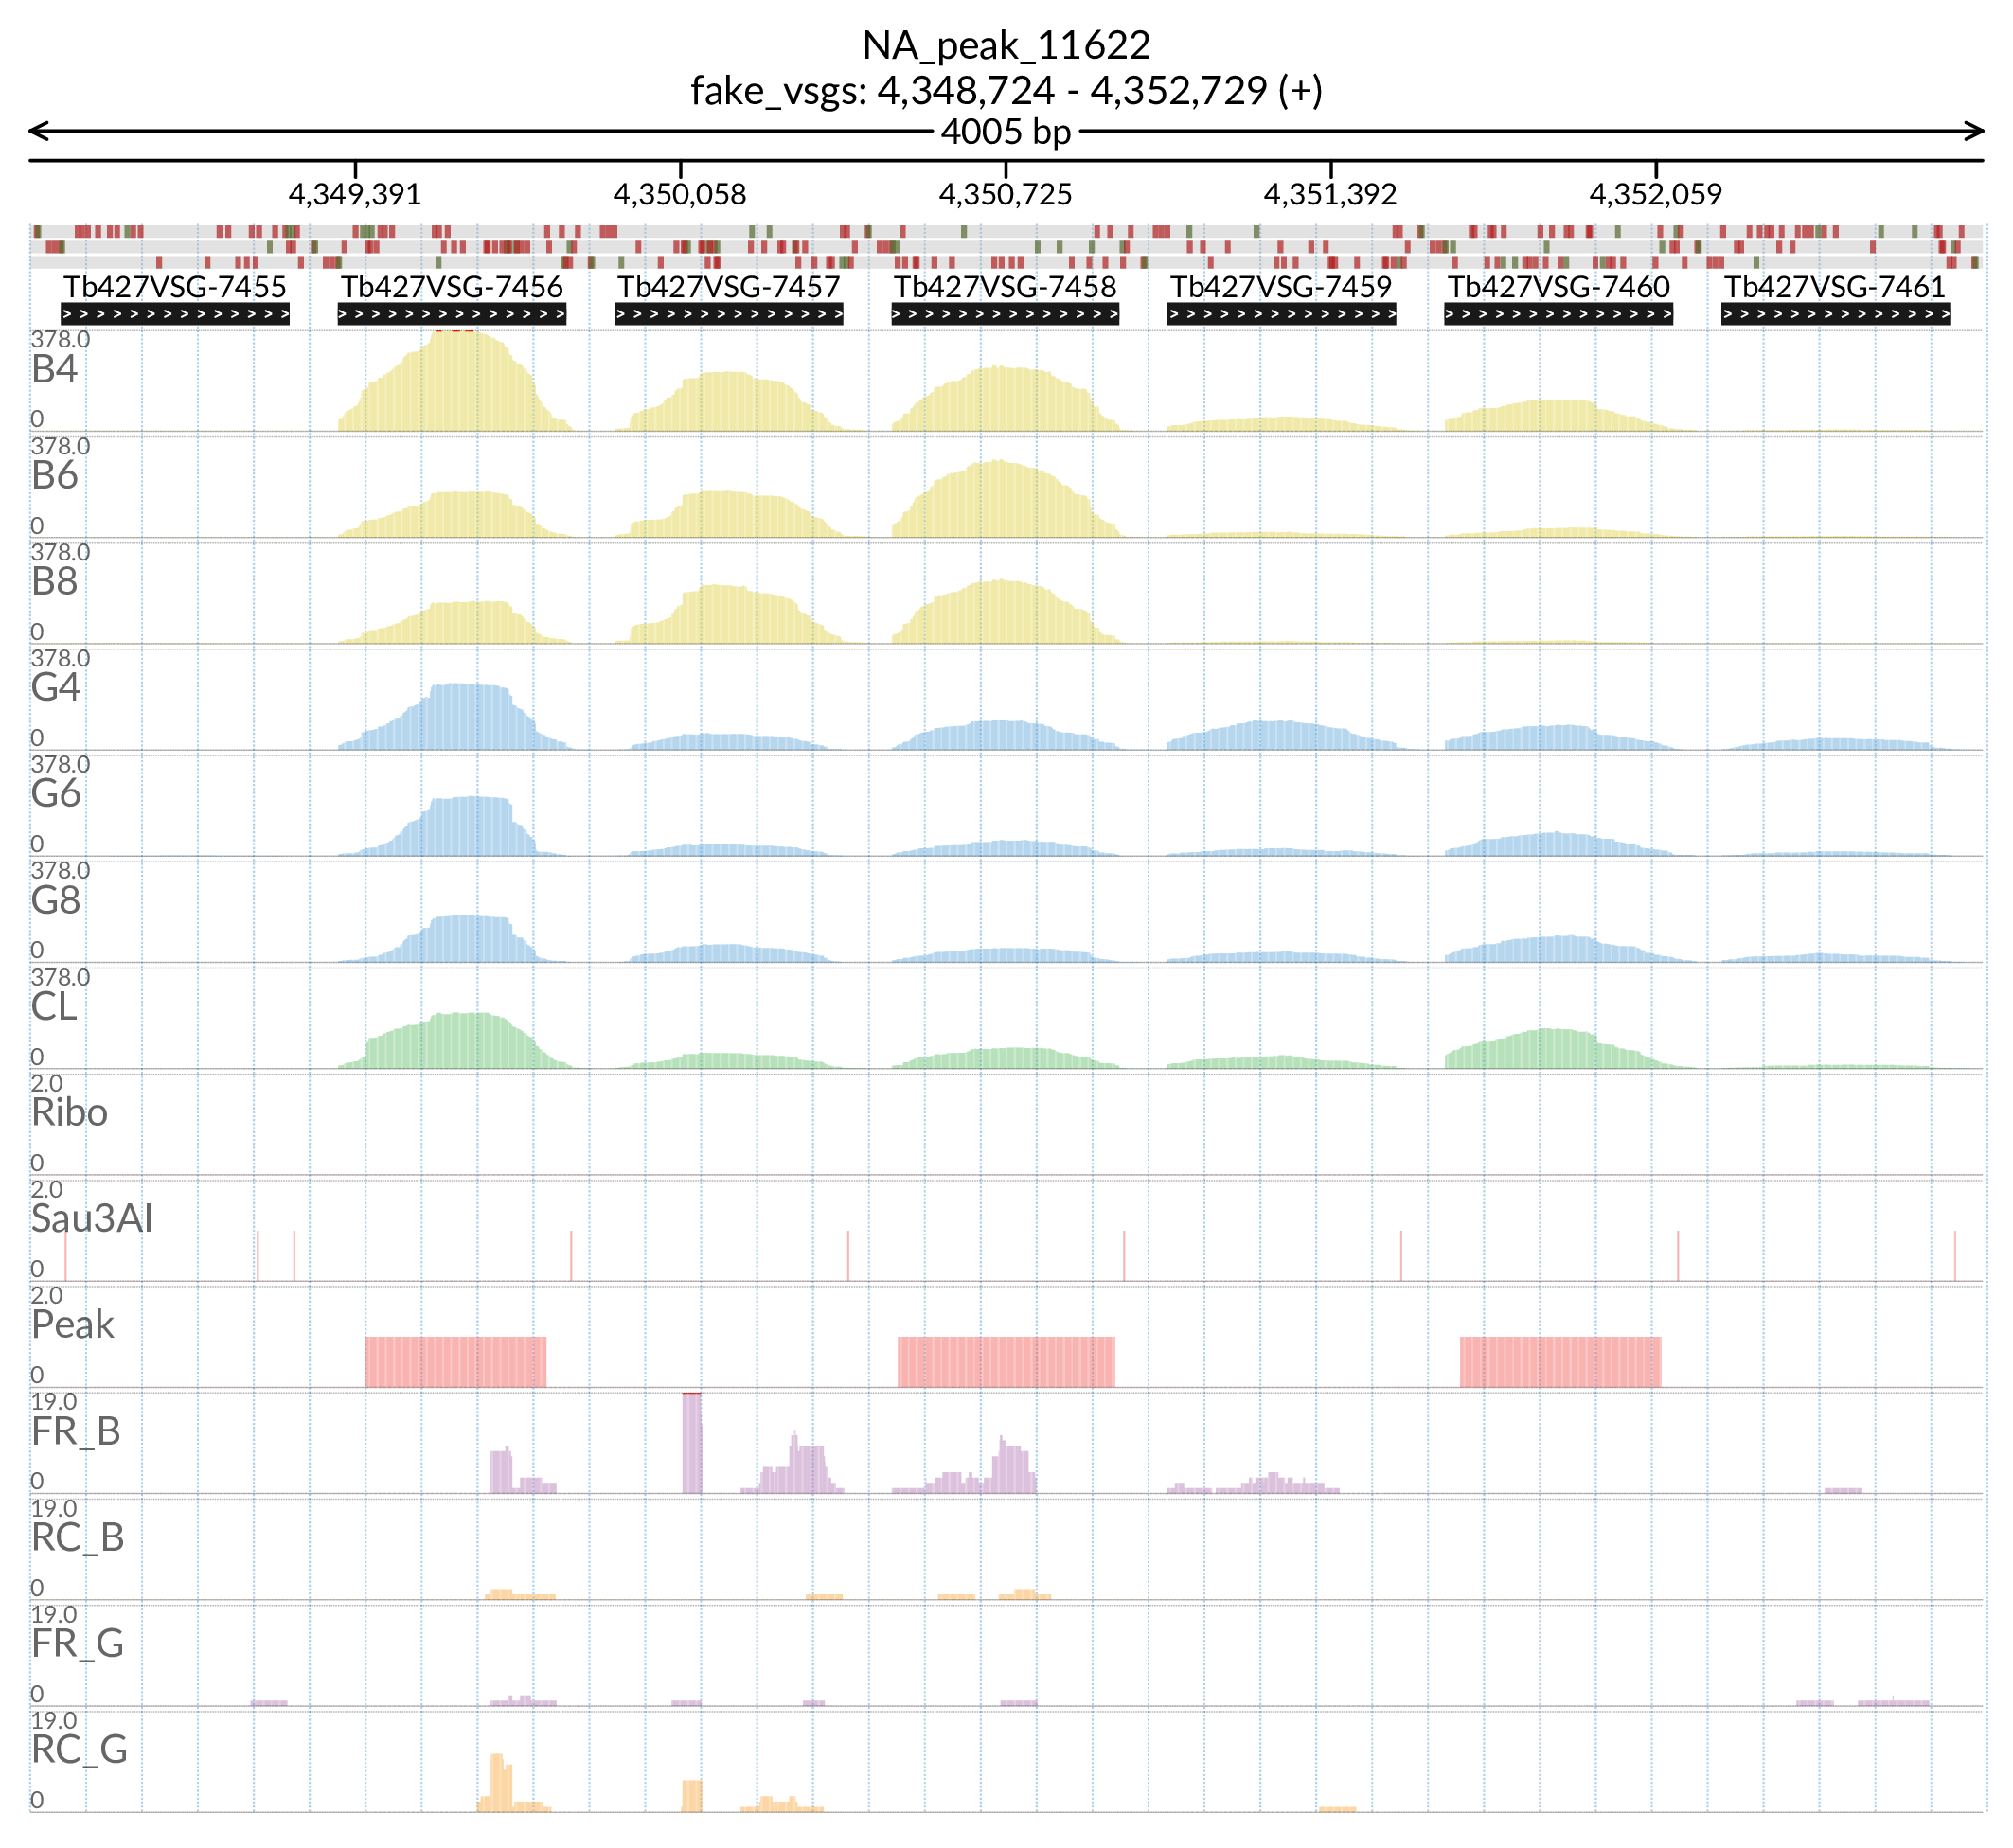 NA_peak_11622
fake_vsgs: 4,348,724 - 4,352,729 (+)
4005 bp
4,349,391 4,350,058 4,350,725 4,351,392 4,352,059
Tb427VSG-7455 Tb427VSG-7456 Tb427VSG-7457 Tb427VSG-7458 Tb427VSG-7459 Tb427VSG-7460 Tb427VSG-7461
378.0
B4
0
378.0
B6
0
378.0
B8
0
378.0
G4
0
378.0
G6
0
378.0
G8
0
378.0
CL
0
2.0
Ribo
0
2.0
Sau3AI
0
2.0
Peak
0
19.0
FR_B
0
19.0
RC_B
0
19.0
FR_G
0
19.0
RC_G
0